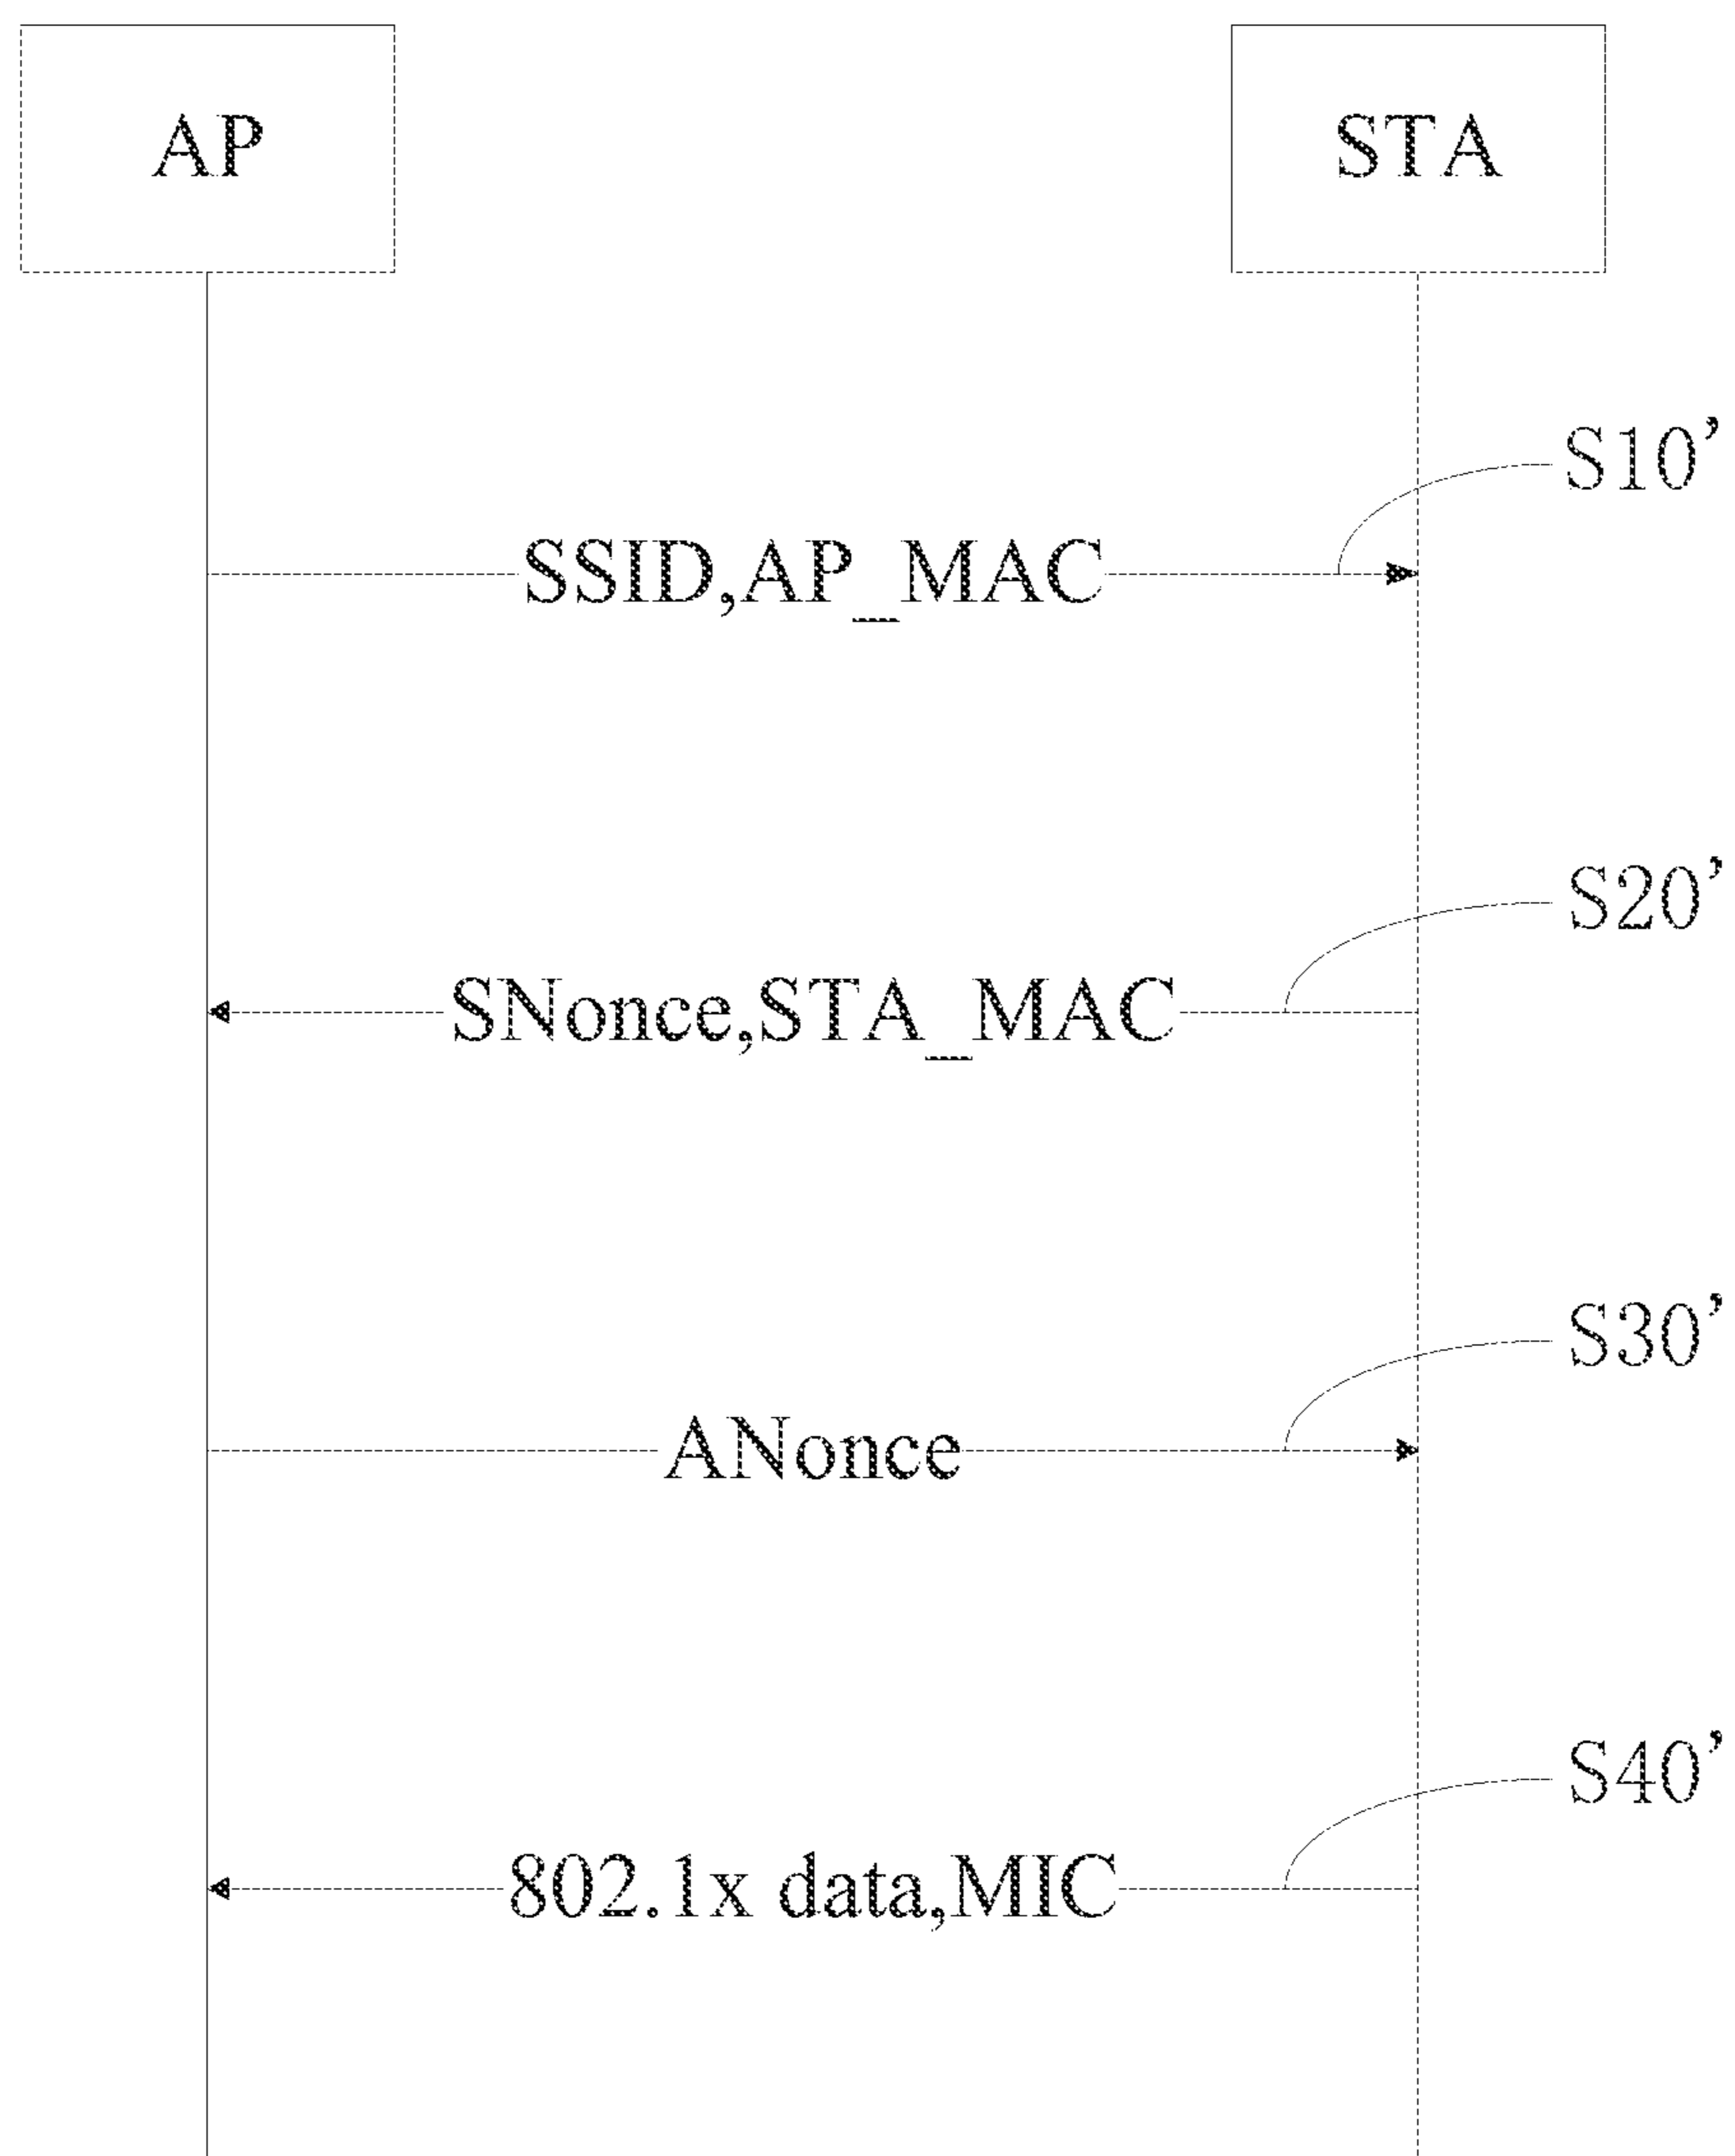 AP
STA
S10’
SSID,AP_MAC
S20’
SNonce,STA_MAC
S30’
ANonce
S40’
802.1x data,MIC